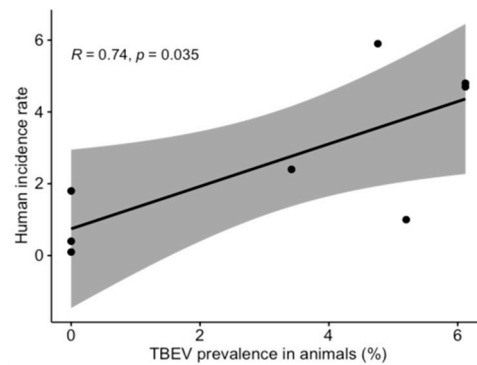 6
R = 0.74, p = 0.035
4
2
0
Human incidence rate
0 2 4 6
TBEV prevalence in animals (%)